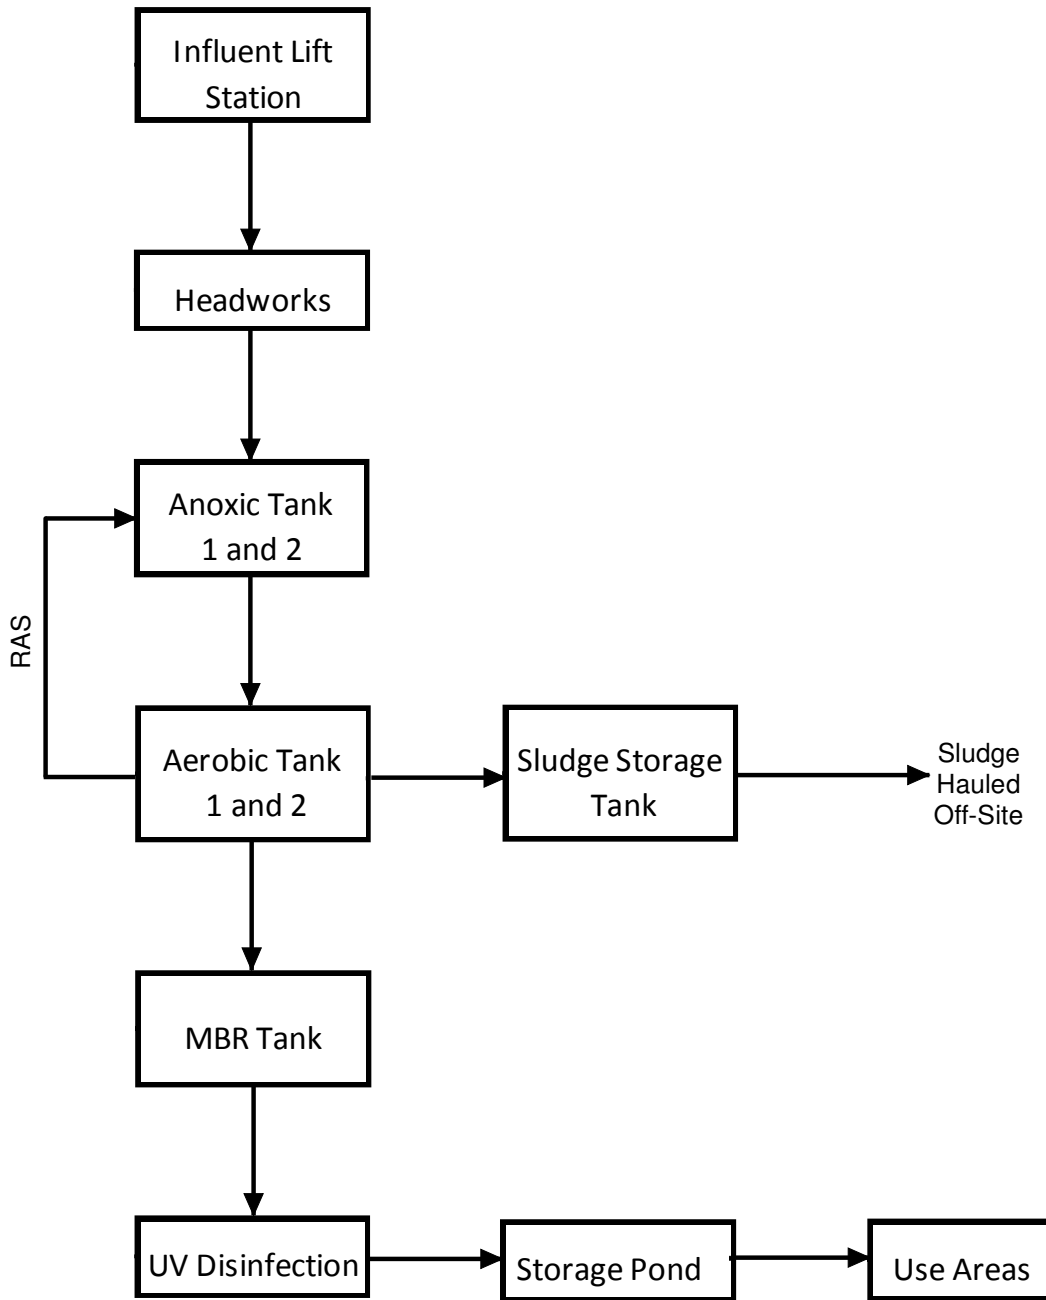 Influent Lift
Station
Headworks
Anoxic Tank
1 and 2
RAS
Aerobic Tank
1 and 2
Sludge Storage
Tank
Sludge
Hauled
Off-Site
MBR Tank
UV Disinfection
Storage Pond
Use Areas